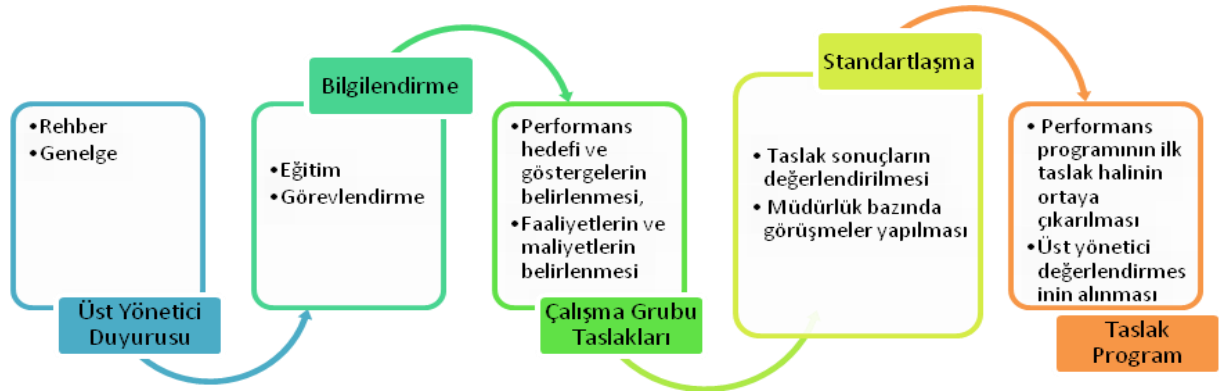 •Rehber
•Genelge
Üst Yönetici
Duyurusu
Bilgilendirme
•Eğitim
•Görevlendirme
•Performans
hedefi ve
göstergelerin
belirlenmesi,
•Faaliyetlerin ve
maliyetlerin
belirlenmesi
Çalışma Grubu
Taslakları
Standartlaşma
• Taslak sonuçların
değerlendirilmesi
• Müdürlük bazında
görüşmeler yapılması
• Performans
programının ilk
taslak halinin
ortaya
çıkarılması
•Üst yönetici
değerlendirmes
inin alınması
Taslak
Program